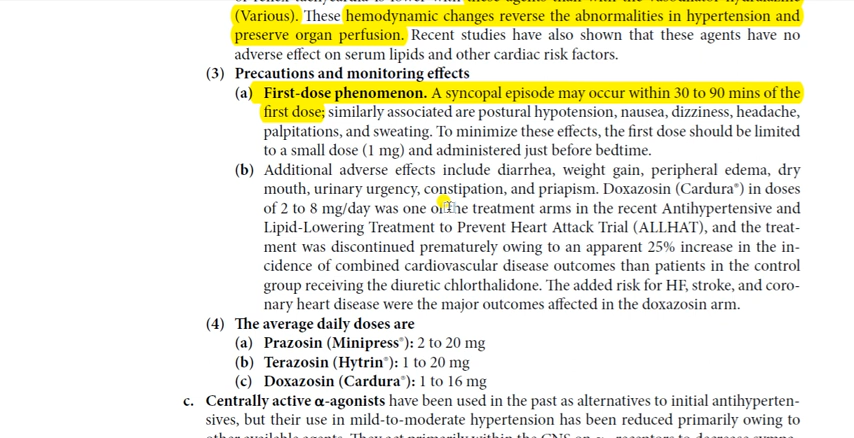 (Various). These hemodynamic changes reverse the abnormalities in hypertension and
preserve organ perfusion. Recent studies have also shown that these agents have no
adverse effect on serum lipids and other cardiac risk factors.
(3) Precautions and monitoring effects
(a) First-dose phenomenon. A syncopal episode may occur within 30 to 90 mins of the
first dose; similarly associated are postural hypotension, nausea, dizziness, headache,
palpitations, and sweating. To minimize these effects, the first dose should be limited
to a small dose (1 mg) and administered just before bedtime.
(b) Additional adverse effects include diarrhea, weight gain, peripheral edema, dry
mouth, urinary urgency, constipation, and priapism. Doxazosin (Cardura®) in doses
of 2 to 8 mg/day was one of the treatment arms in the recent Antihypertensive and
Lipid-Lowering Treatment to Prevent Heart Attack Trial (ALLHAT), and the treat-
ment was discontinued prematurely owing to an apparent 25% increase in the in-
cidence of combined cardiovascular disease outcomes than patients in the control
group receiving the diuretic chlorthalidone. The added risk for HF, stroke, and coro-
nary heart disease were the major outcomes affected in the doxazosin arm.
(4) The average daily doses are
(a) Prazosin (Minipress®): 2 to 20 mg
(b) Terazosin (Hytrin®): 1 to 20 mg
(c) Doxazosin (Cardura®): 1 to 16 mg
c. Centrally active α-agonists have been used in the past as alternatives to initial antihyperten-
sives, but their use in mild-to-moderate hypertension has been reduced primarily owing to